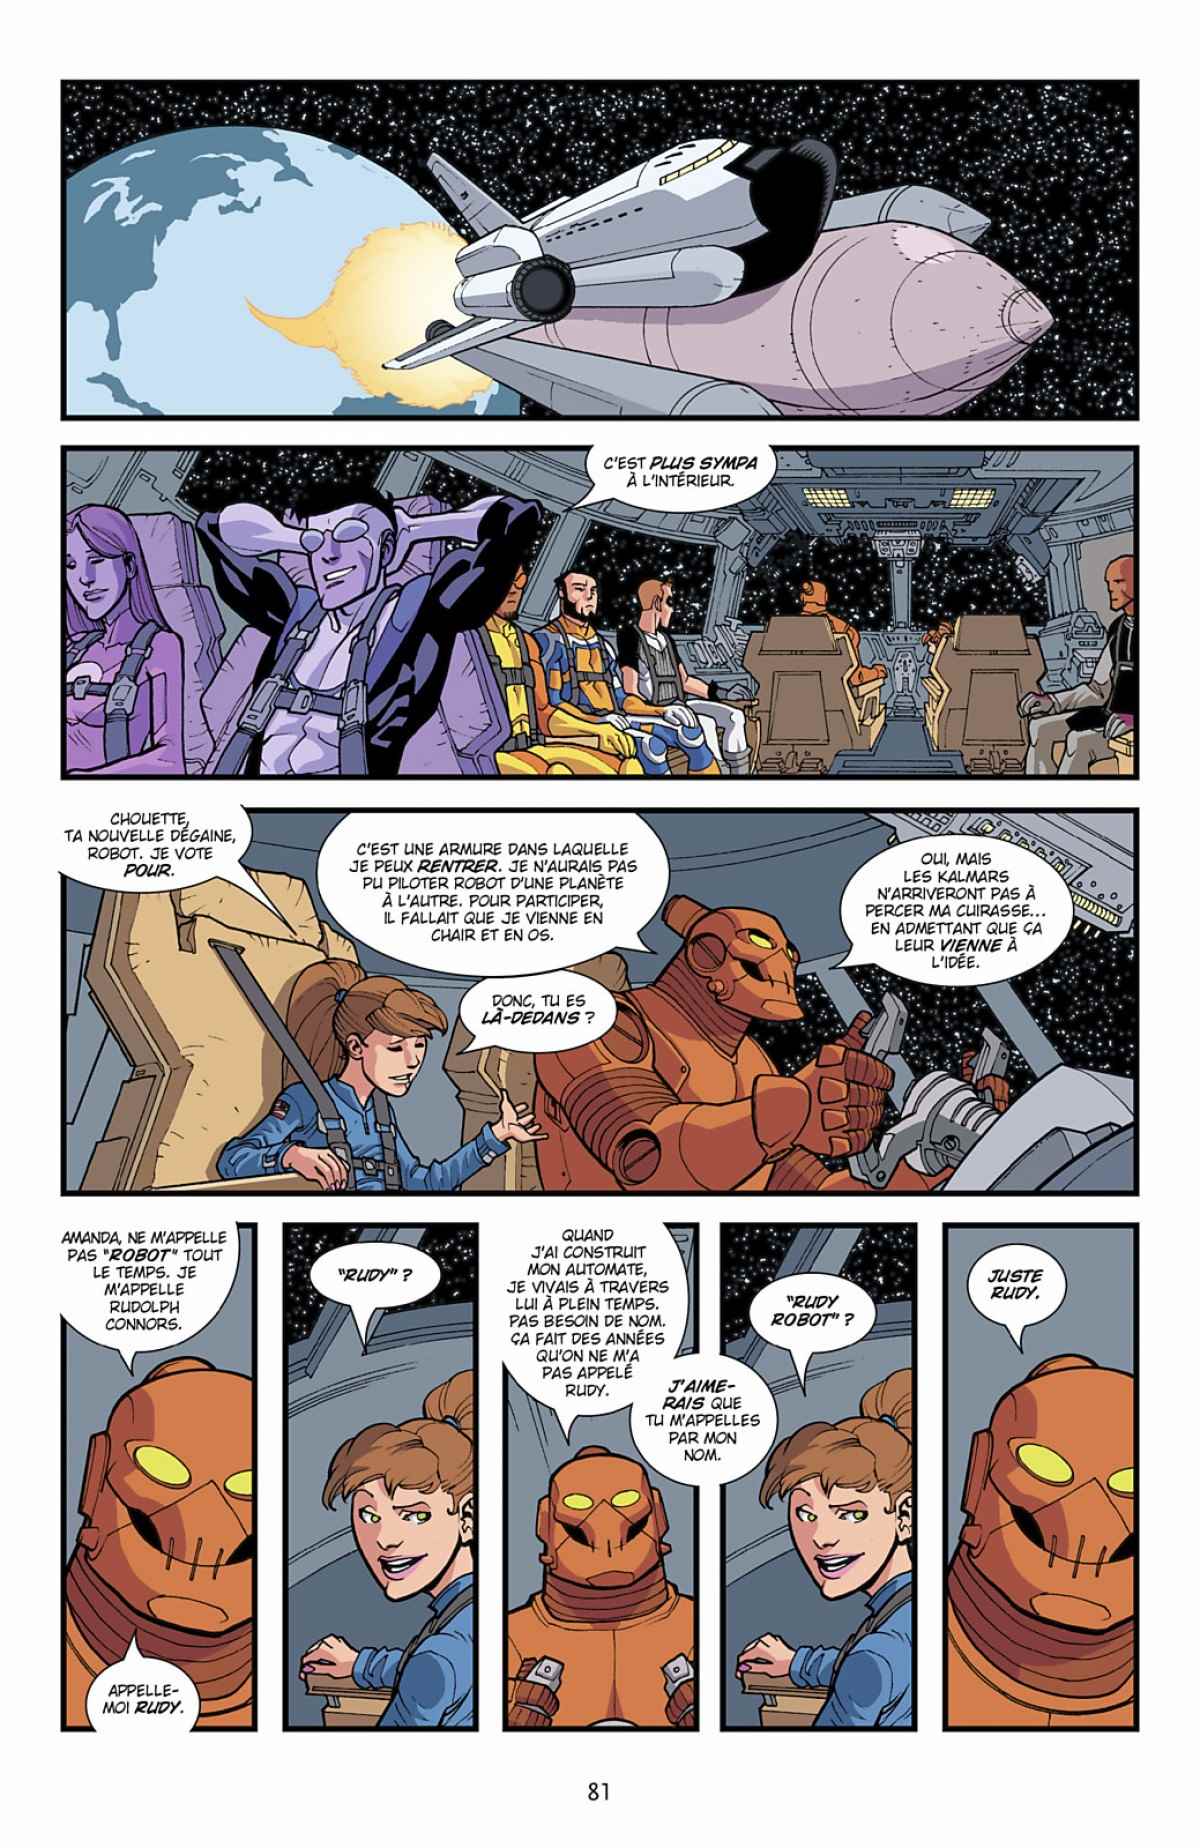 C'EST PLUS SYMPA
À L'INTÉRIEUR.
CHOUETTE,
TA NOUVELLE DÉGAINE,
ROBOT. JE VOTE
POUR.
C'EST UNE ARMURE DANS LAQUELLE
JE PEUX RENTRER. JE N'AURAIS PAS
PU PILOTER ROBOT D'UNE PLANÈTE
À L'AUTRE. POUR PARTICIPER,
IL FALLAIT QUE JE VIENNE EN
CHAIR ET EN OS.
DONC, TU ES
LÀ-DEDANS ?
OUI, MAIS
LES KALMARS
N'ARRIVERONT PAS À
PERCER MA CUIRASSE...
EN ADMETTANT QUE ÇA
LEUR VIENNE À
L'IDÉE.
AMANDA, NE M'APPELLE
PAS "ROBOT" TOUT
LE TEMPS. JE
M'APPELLE
RUDOLPH
CONNORS.
APPELLE-
MOI RUDY.
"RUDY" ?
QUAND
J'AI CONSTRUIT
MON AUTOMATE,
JE VIVAIS À TRAVERS
LUI À PLEIN TEMPS.
PAS BESOIN DE NOM.
ÇA FAIT DES ANNÉES
QU'ON NE M'A
PAS APPELÉ
RUDY.
J'AIME-
RAIS QUE
TU M'APPELLES
PAR MON
NOM.
"RUDY
ROBOT" ?
JUSTE
RUDY.
81